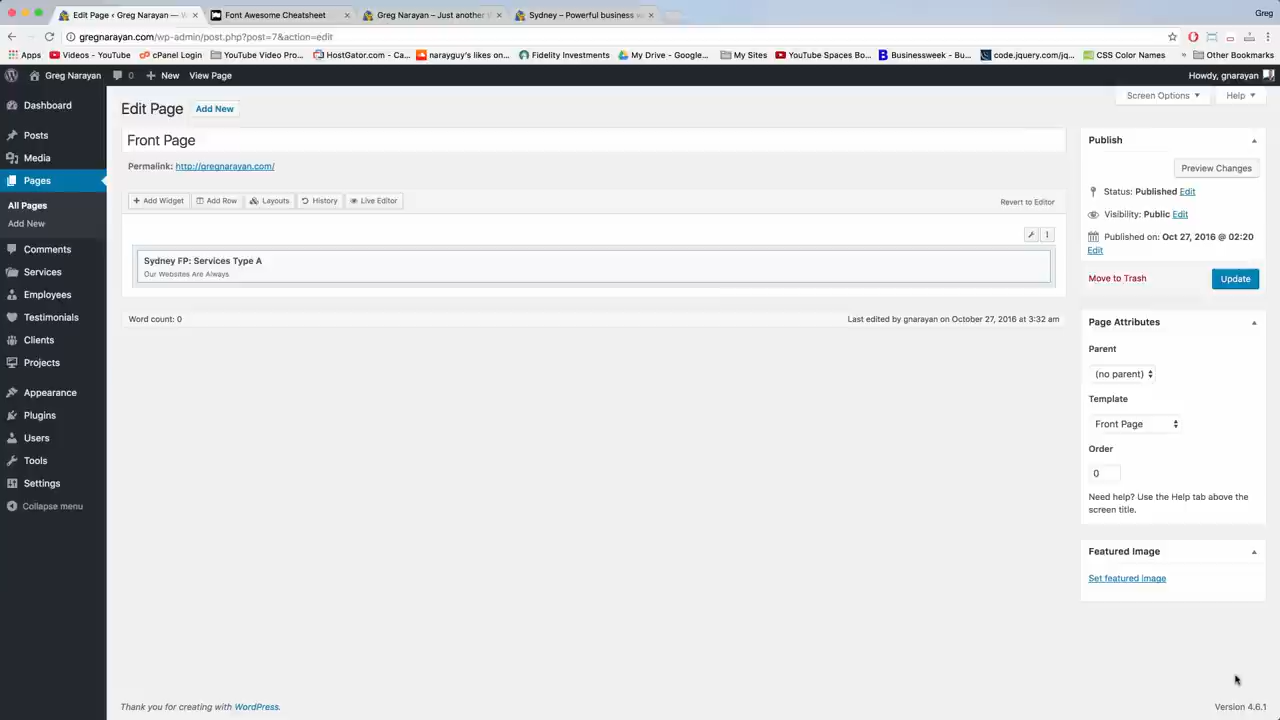 Edit Page ‹ Greg Narayan — W
Font Awesome Cheatsheet
Greg Narayan – Just another W
Sydney – Powerful business w
Greg
gregnarayan.com/wp-admin/post.php?post=7&action=edit
Apps
Videos - YouTube
cPanel Login
HostGator.com - Ca...
narayguy's likes on...
Fidelity Investments
My Drive - Google...
My Sites
YouTube Spaces Bo...
Businessweek - Bu...
code.jquery.com/jq...
CSS Color Names
»
Other Bookmarks
Greg Narayan
0
New
View Page
Howdy, gnarayan
Dashboard
Posts
Media
Pages
All Pages
Add New
Comments
Services
Employees
Testimonials
Clients
Projects
Appearance
Plugins
Users
Tools
Settings
Collapse menu
Edit Page
Add New
Screen Options
Help
Front Page
Permalink: http://gregnarayan.com/
Add Widget
Add Row
Layouts
History
Live Editor
Revert to Editor
Sydney FP: Services Type A
Our Websites Are Always
Word count: 0
Last edited by gnarayan on October 27, 2016 at 3:32 am
Publish
Preview Changes
Status: Published Edit
Visibility: Public Edit
Published on: Oct 27, 2016 @ 02:20
Edit
Move to Trash
Update
Page Attributes
Parent
(no parent)
Template
Front Page
Order
0
Need help? Use the Help tab above the
screen title.
Featured Image
Set featured image
Thank you for creating with WordPress.
Version 4.6.1